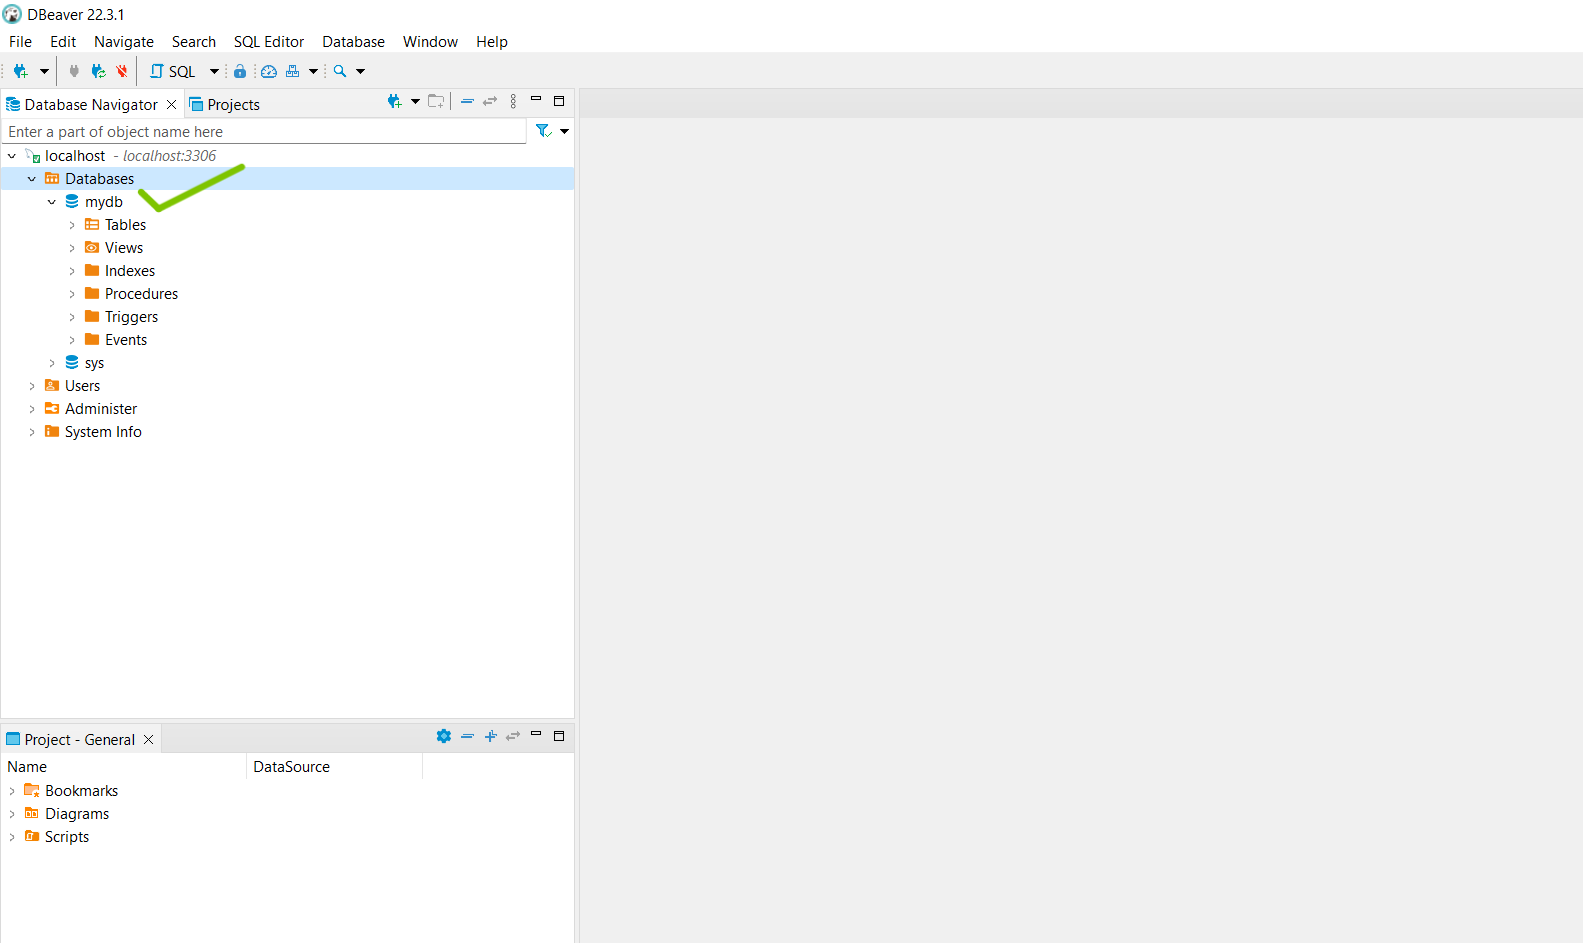 DBeaver 22.3.1
File Edit Navigate Search SQL Editor Database Window Help
SQL
Database Navigator Projects
Enter a part of object name here
localhost - localhost:3306
Databases
mydb
Tables
Views
Indexes
Procedures
Triggers
Events
sys
Users
Administer
System Info
Project - General
Name DataSource
Bookmarks
Diagrams
Scripts